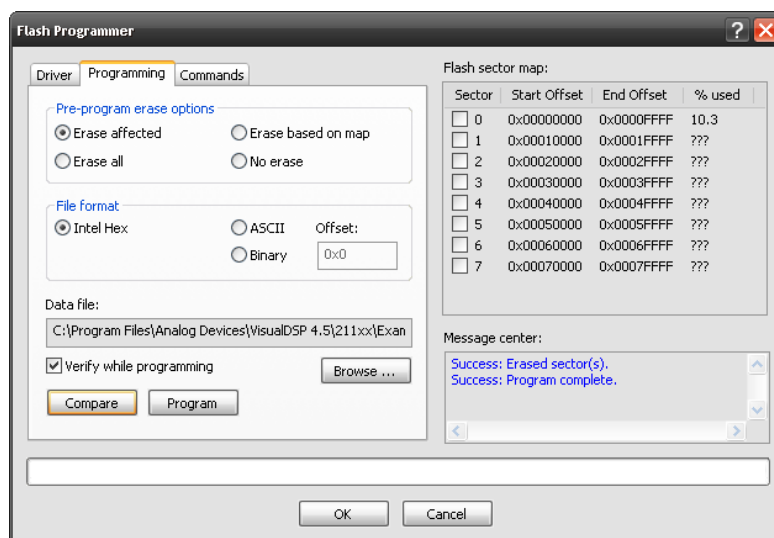 Flash Programmer
Driver Programming Commands
Pre-program erase options
Erase affected Erase based on map
Erase all No erase
File format
Intel Hex ASCII Offset:
Binary 0x0
Data file:
C:\Program Files\Analog Devices\VisualDSP 4.5\211xx\Exan
Verify while programming
Browse ...
Compare Program
Flash sector map:
Sector Start Offset End Offset % used
0 0x00000000 0x0000FFFF 10.3
1 0x00010000 0x0001FFFF ???
2 0x00020000 0x0002FFFF ???
3 0x00030000 0x0003FFFF ???
4 0x00040000 0x0004FFFF ???
5 0x00050000 0x0005FFFF ???
6 0x00060000 0x0006FFFF ???
7 0x00070000 0x0007FFFF ???
Message center:
Success: Erased sector(s).
Success: Program complete.
OK Cancel